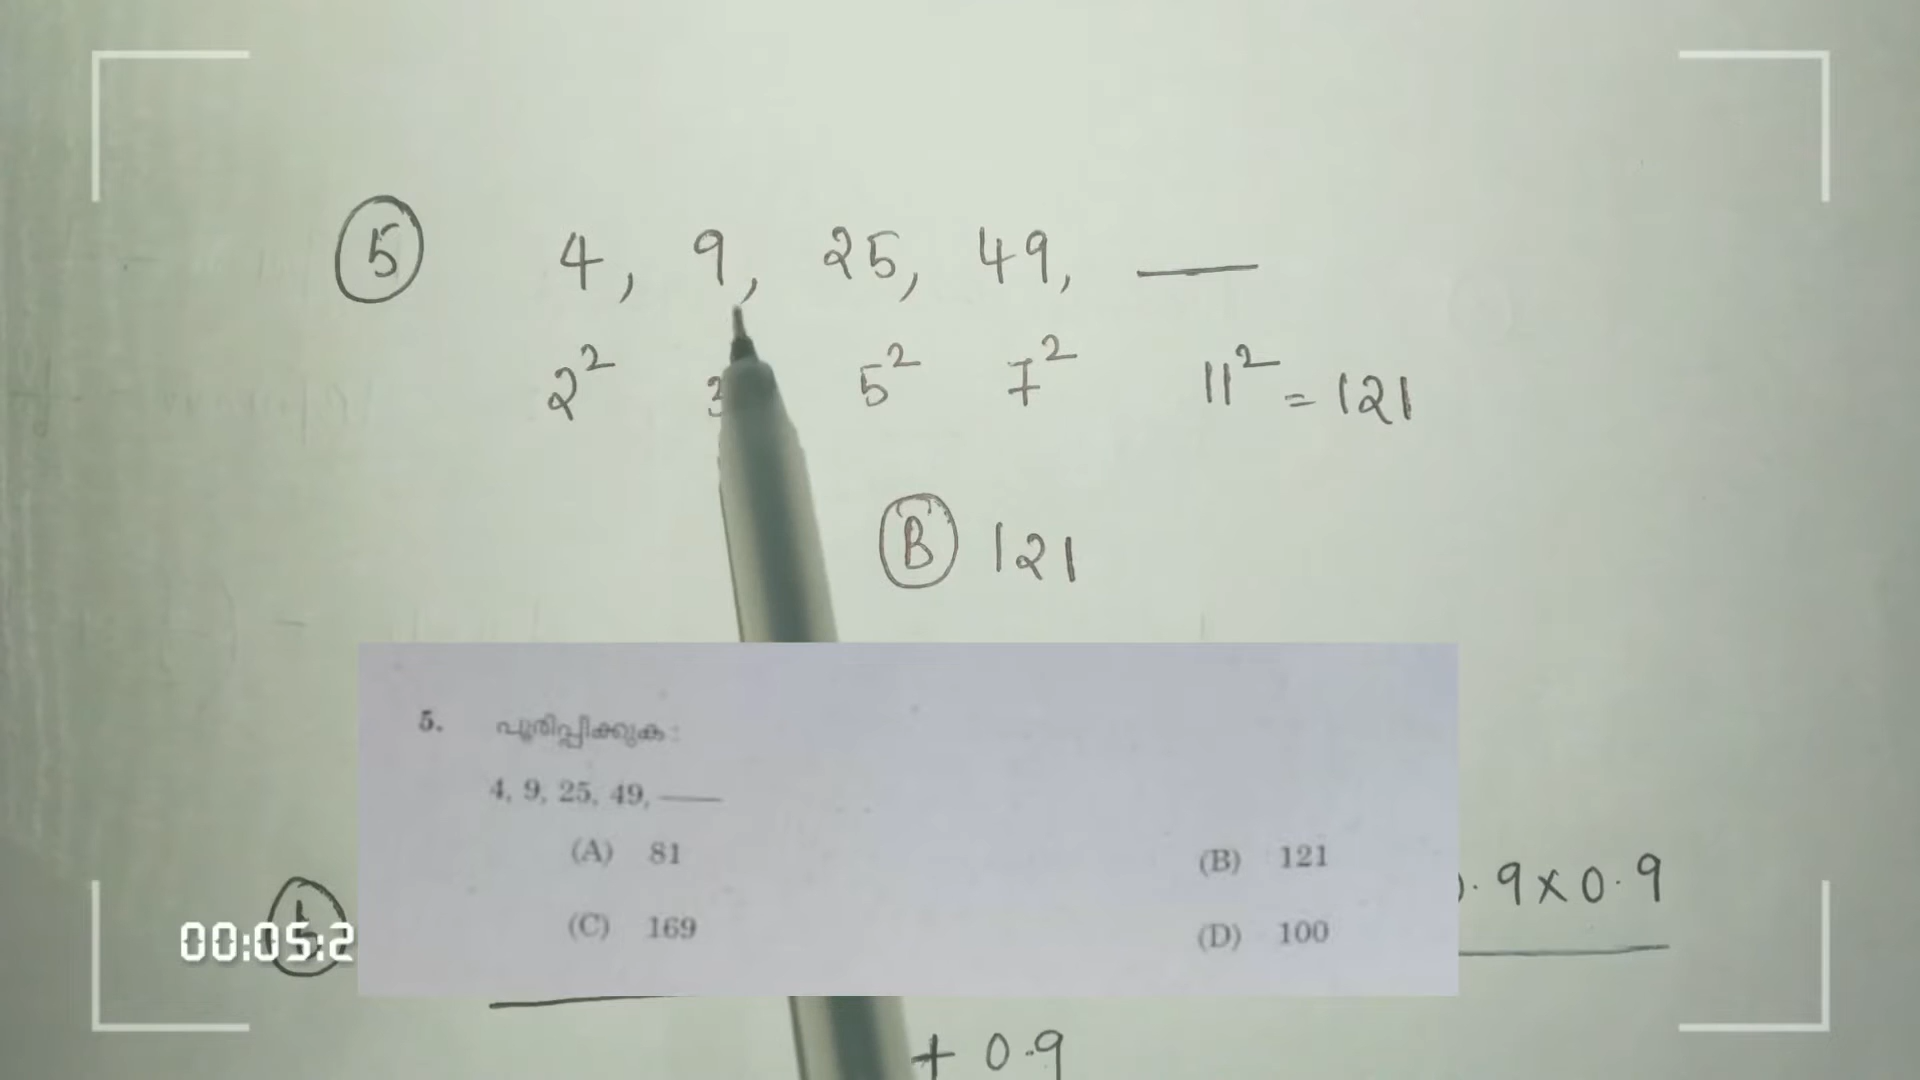 5 4, 9, 25, 49, ___
2² 3 5² 7² 11² = 121
B 121
5. പൂരിപ്പിക്കുക :
4, 9, 25, 49, ___
(A) 81 (B) 121
(C) 169 (D) 100
.9 x 0.9
00:05:2
+ 0.9